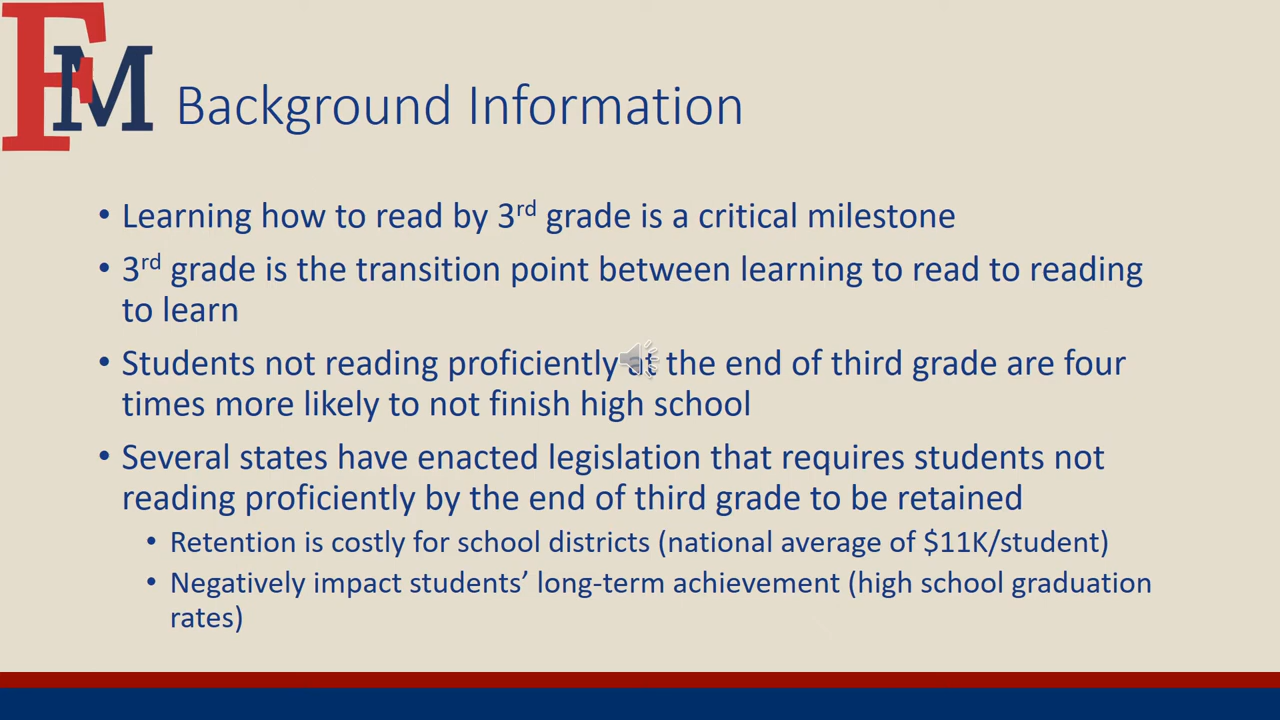 FM
Background Information
• Learning how to read by 3rd grade is a critical milestone
• 3rd grade is the transition point between learning to read to reading
to learn
• Students not reading proficiently at the end of third grade are four
times more likely to not finish high school
• Several states have enacted legislation that requires students not
reading proficiently by the end of third grade to be retained
• Retention is costly for school districts (national average of $11K/student)
• Negatively impact students’ long-term achievement (high school graduation
rates)